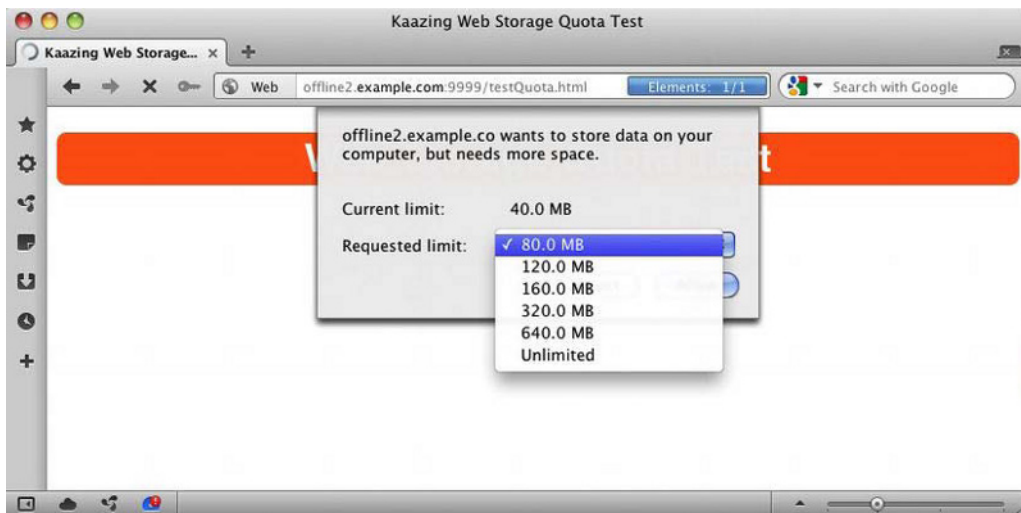 Kaazing Web Storage Quota Test
Kaazing Web Storage...
Web offline2.example.com:9999/testQuota.html Elements: 1/1 Search with Google
offline2.example.co wants to store data on your
computer, but needs more space.
Current limit: 40.0 MB
Requested limit: ✓ 80.0 MB
120.0 MB
160.0 MB
320.0 MB
640.0 MB
Unlimited